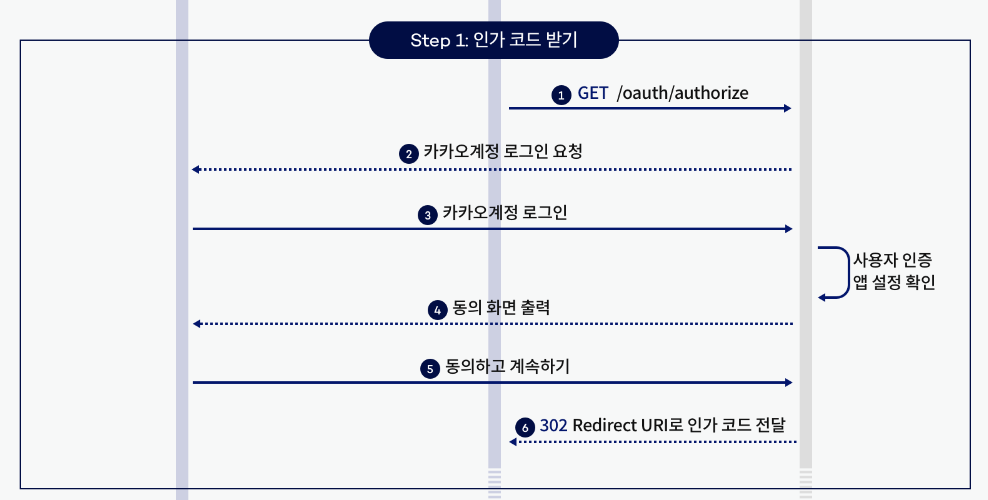 Step 1: 인가 코드 받기
1 GET /oauth/authorize
2 카카오계정 로그인 요청
3 카카오계정 로그인
사용자 인증
앱 설정 확인
4 동의 화면 출력
5 동의하고 계속하기
6 302 Redirect URI로 인가 코드 전달